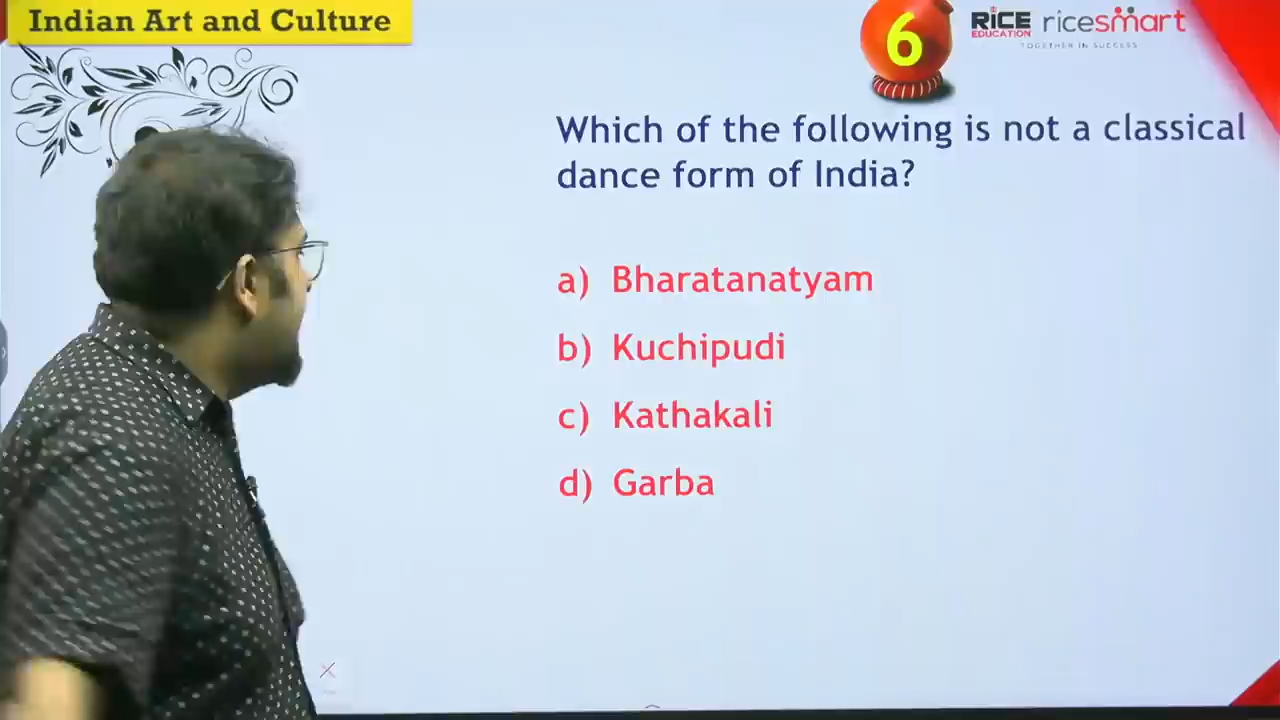 Indian Art and Culture
6
RICE
EDUCATION
ricesmart
TOGETHER IN SUCCESS
Which of the following is not a classical
dance form of India?
a) Bharatanatyam
b) Kuchipudi
c) Kathakali
d) Garba